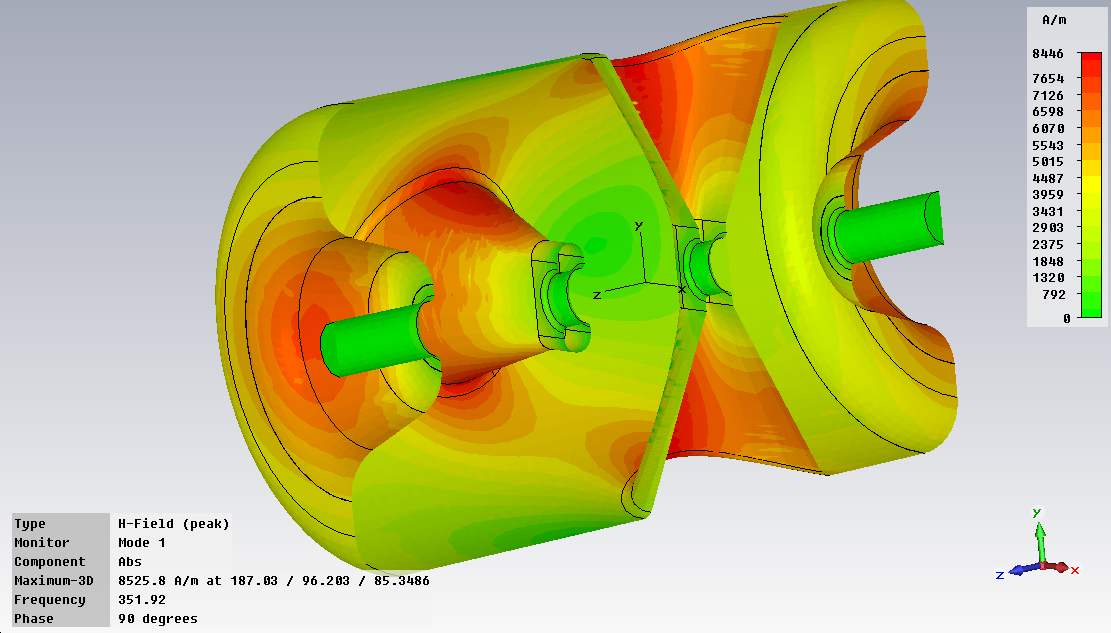 A/m
8446
7654
7126
6598
6070
5543
5015
4487
3959
3431
2903
2375
1848
1320
792
0
y
z
x
y
z
x
Type H-Field (peak)
Monitor Mode 1
Component Abs
Maximum-3D 8525.8 A/m at 187.03 / 96.203 / 85.3486
Frequency 351.92
Phase 90 degrees